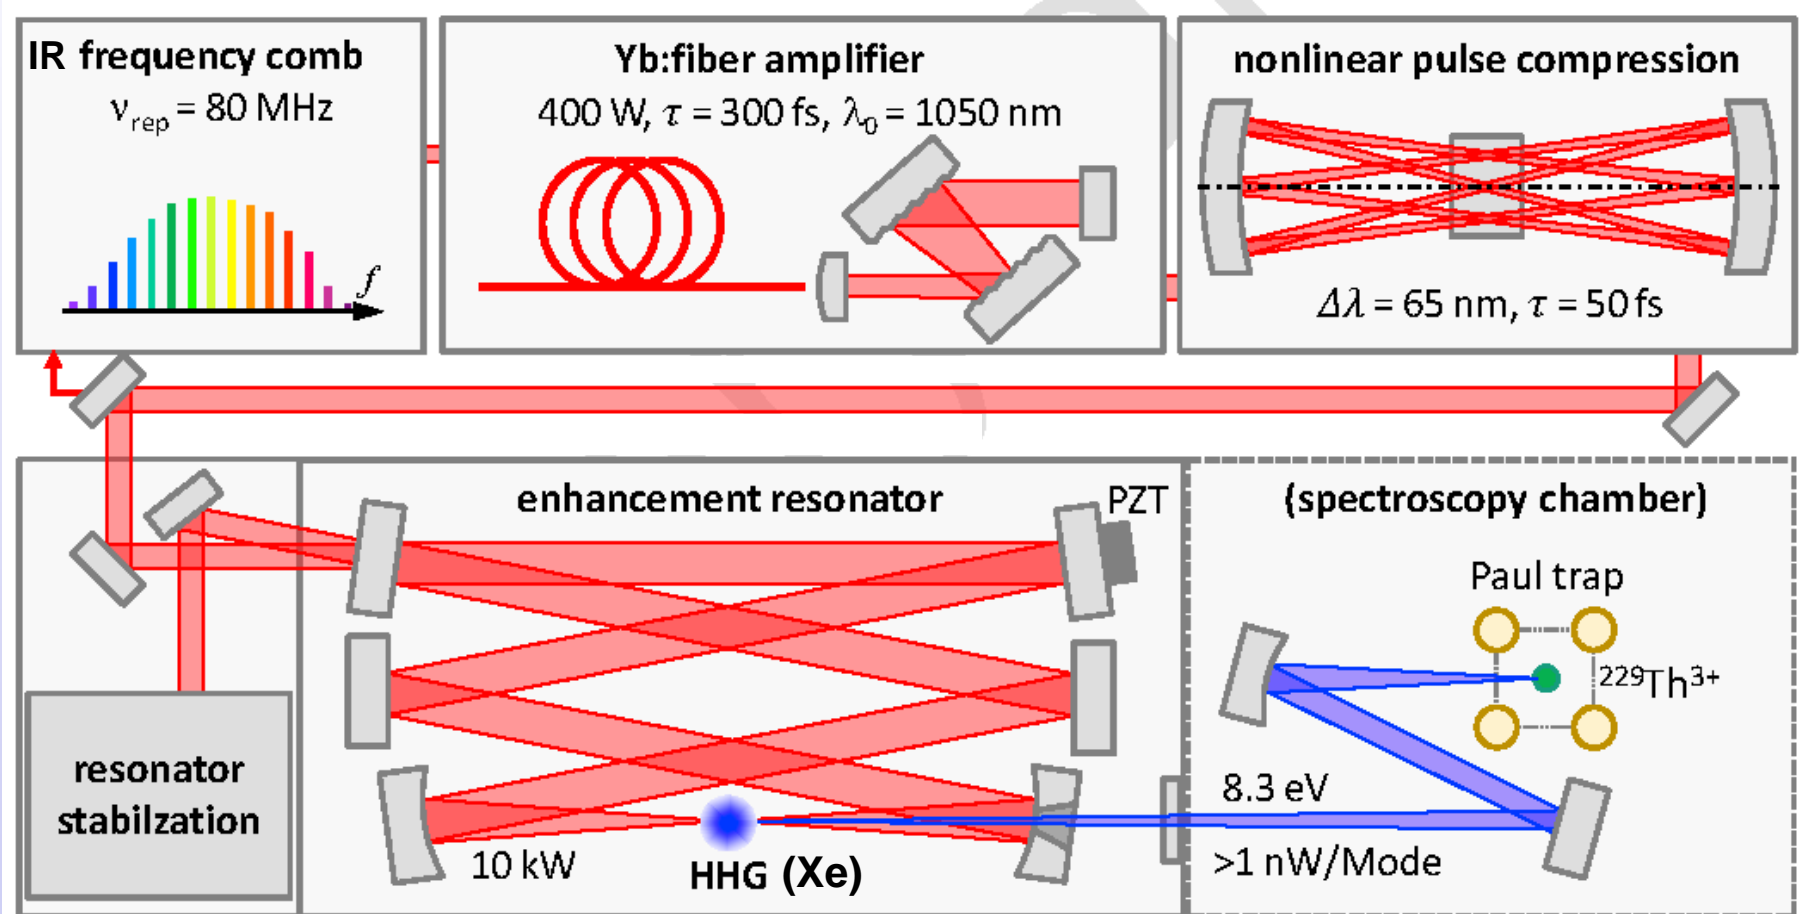 IR frequency comb
ν_rep = 80 MHz
f
Yb:fiber amplifier
400 W, τ = 300 fs, λ₀ = 1050 nm
nonlinear pulse compression
Δλ = 65 nm, τ = 50 fs
resonator
stabilzation
enhancement resonator
PZT
10 kW
HHG (Xe)
(spectroscopy chamber)
Paul trap
²²⁹Th³⁺
8.3 eV
>1 nW/Mode